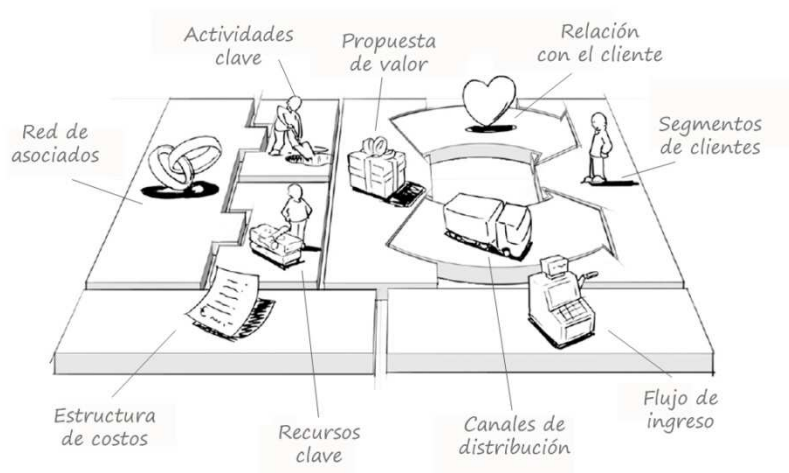 Actividades
clave
Propuesta
de valor
Relación
con el cliente
Red de
asociados
Segmentos
de clientes
Estructura
de costos
Recursos
clave
Canales de
distribución
Flujo de
ingreso